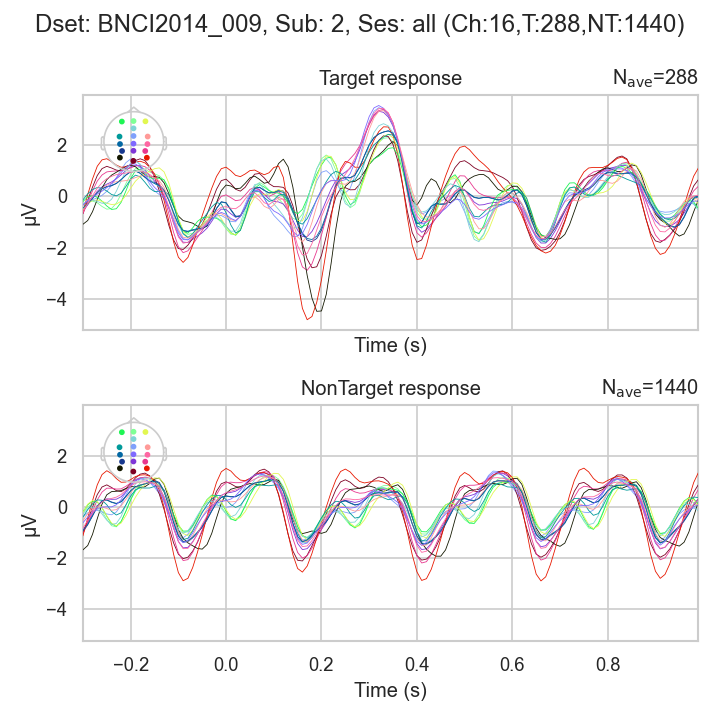 Dset: BNCI2014_009, Sub: 2, Ses: all (Ch:16,T:288,NT:1440)
Target response
Nave=288
2
0
−2
−4
µV
Time (s)
NonTarget response
Nave=1440
2
0
−2
−4
µV
−0.2 0.0 0.2 0.4 0.6 0.8
Time (s)